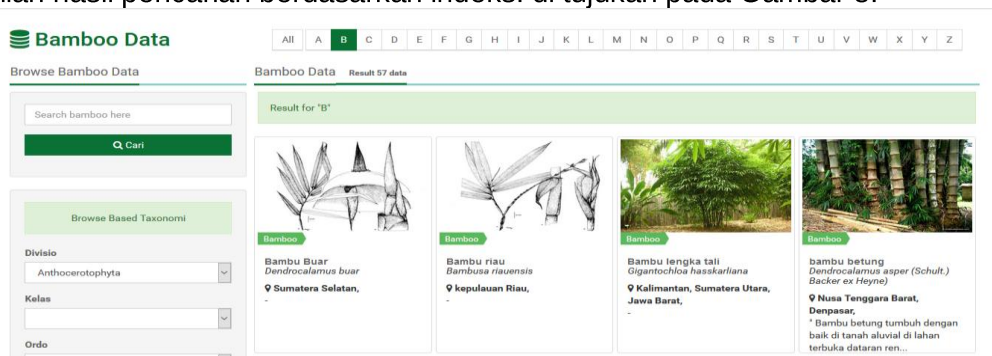 ilan hasil pencarian berdasarkan indeks. di tujukan pada Gambar
Bamboo Data
All A B C D E F G H I J K L M N O P Q R S T U V W X Y Z
Browse Bamboo Data
Search bamboo here
Cari
Browse Based Taxonomi
Divisio
Anthocerotophyta
Kelas
Ordo
Bamboo Data Result 57 data
Result for "B"
Bamboo
Bambu Buar
Dendrocalamus buar
Sumatera Selatan,
-
Bamboo
Bambu riau
Bambusa riauensis
kepulauan Riau,
-
Bamboo
Bambu lengka tali
Gigantochloa hasskarliana
Kalimantan, Sumatera Utara,
Jawa Barat,
-
Bamboo
bambu betung
Dendrocalamus asper (Schult.)
Backer ex Heyne)
Nusa Tenggara Barat,
Denpasar,
" Bambu betung tumbuh dengan
baik di tanah aluvial di lahan
terbuka dataran ren...